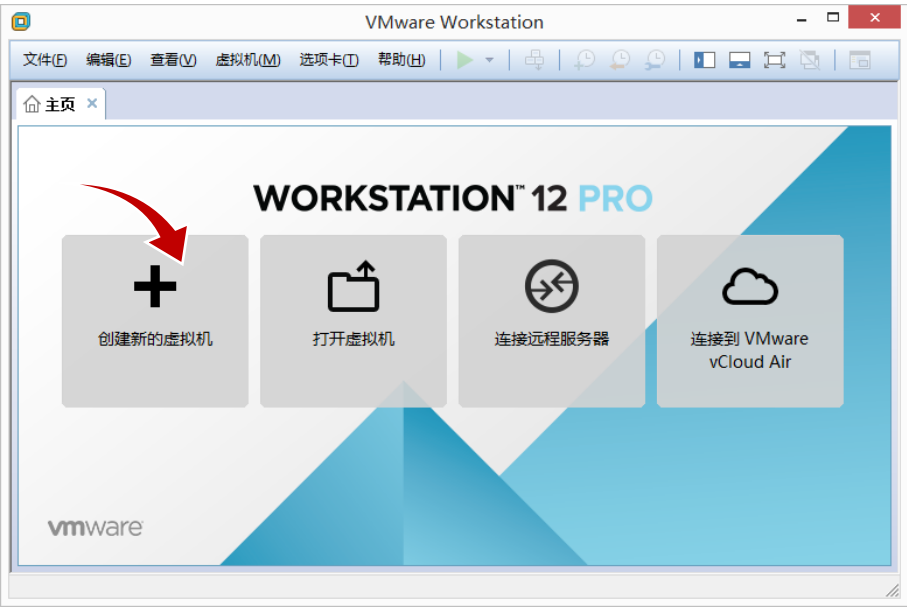 VMware Workstation
文件(F) 编辑(E) 查看(V) 虚拟机(M) 选项卡(T) 帮助(H)
主页
WORKSTATION™ 12 PRO
创建新的虚拟机
打开虚拟机
连接远程服务器
连接到 VMware
vCloud Air
vmware